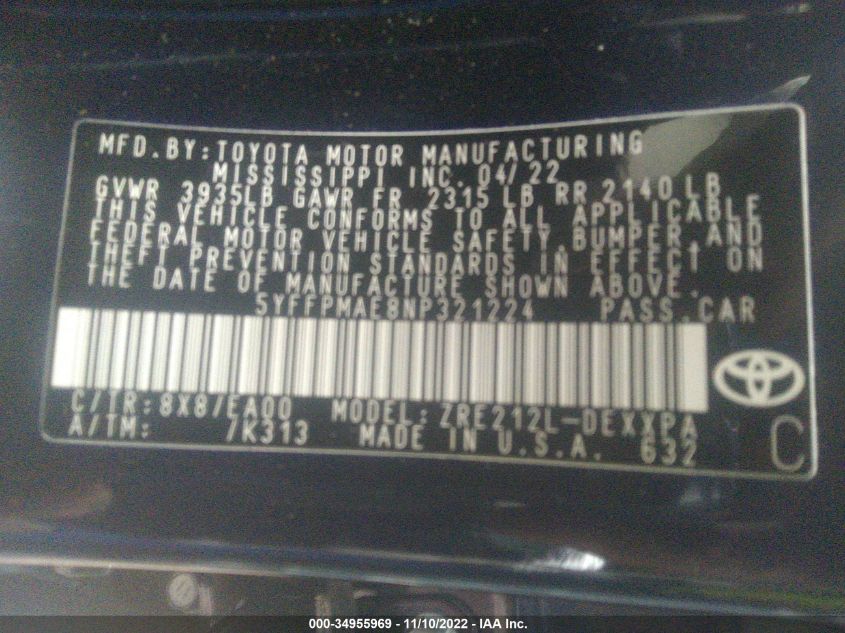 MFD.BY:TOYOTA MOTOR MANUFACTURING
MISSISSIPPI INC. 04/22
GVWR 3935LB GAWR FR 2315 LB RR 2140 LB
THIS VEHICLE CONFORMS TO ALL APPLICABLE
FEDERAL MOTOR VEHICLE SAFETY,BUMPER,AND
THEFT PREVENTION STANDARDS IN EFFECT ON
THE DATE OF MANUFACTURE SHOWN ABOVE.
5YFFPMAE8NP321224 PASS.CAR
C/TR:8X8/EA00 MODEL:ZRE212L-DEXXPA
A/TM: /K313 MADE IN U.S.A. 632
C
000-34955969 - 11/10/2022 - IAA Inc.